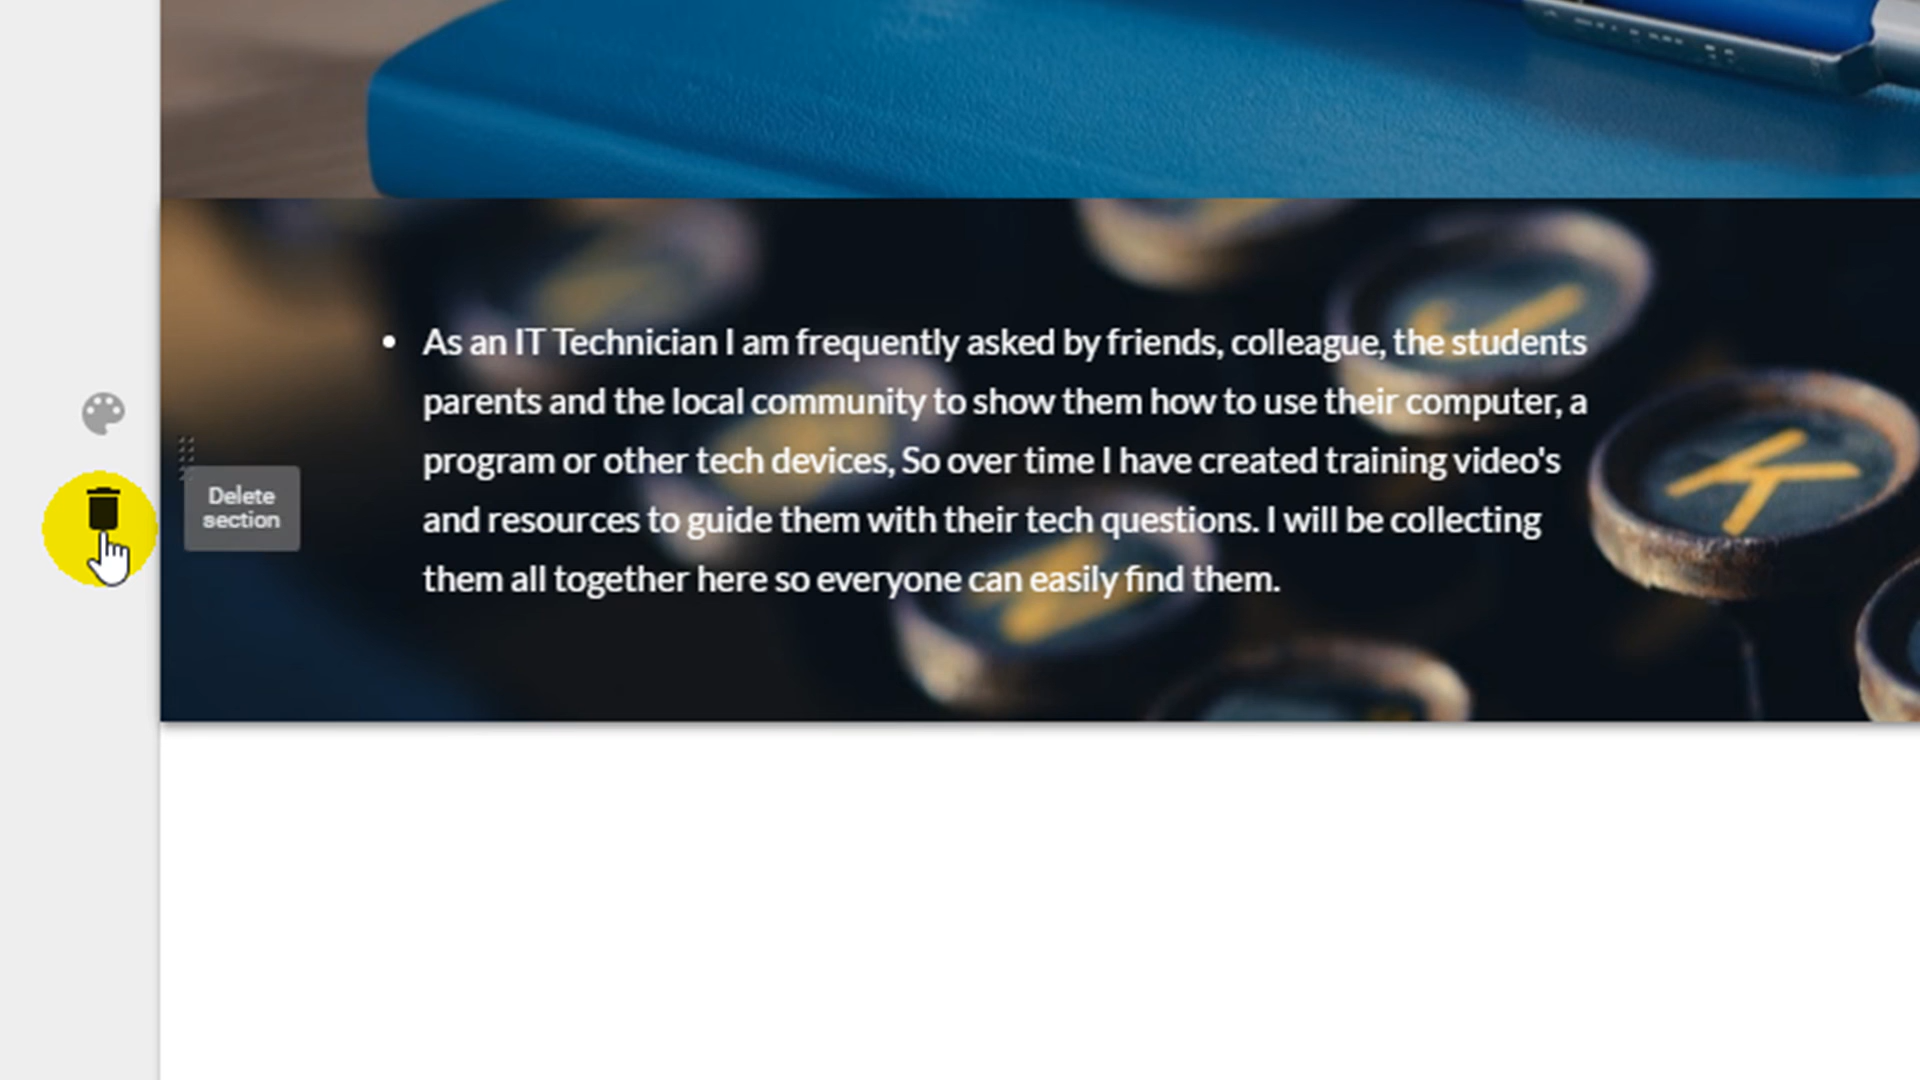 • As an IT Technician I am frequently asked by friends, colleague, the students
parents and the local community to show them how to use their computer, a
program or other tech devices, So over time I have created training video's
and resources to guide them with their tech questions. I will be collecting
them all together here so everyone can easily find them.
Delete
section
J
K